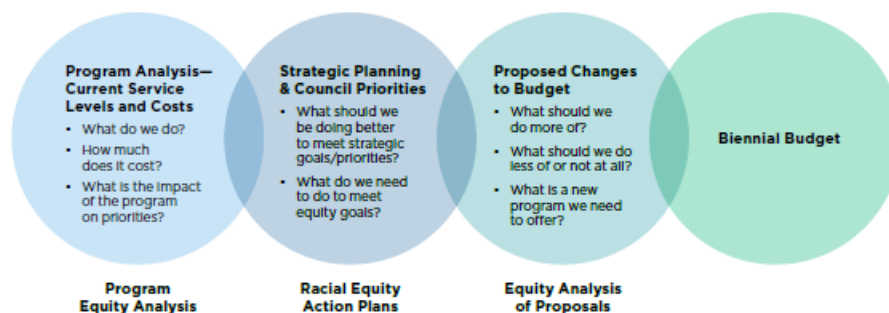 Program Analysis—
Current Service
Levels and Costs
• What do we do?
• How much
does it cost?
• What is the impact
of the program
on priorities?
Strategic Planning
& Council Priorities
• What should we
be doing better
to meet strategic
goals/priorities?
• What do we need
to do to meet
equity goals?
Proposed Changes
to Budget
• What should we
do more of?
• What should we do
less of or not at all?
• What is a new
program we need
to offer?
Biennial Budget
Program
Equity Analysis
Racial Equity
Action Plans
Equity Analysis
of Proposals